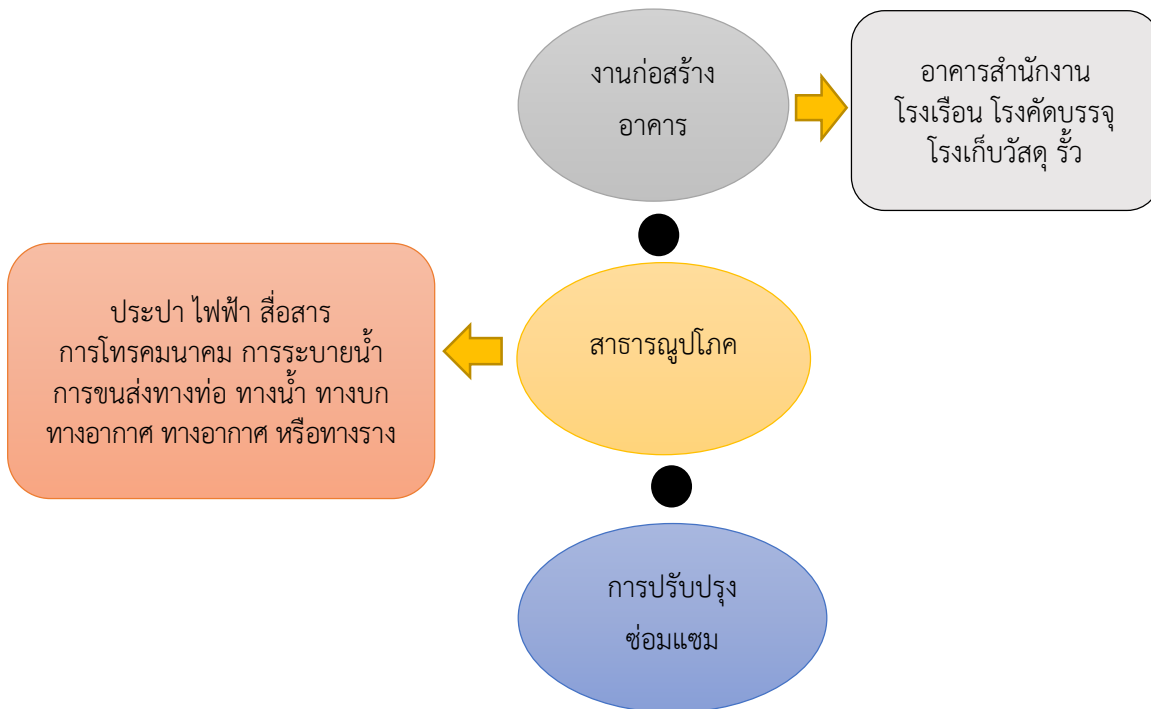 งานก่อสร้าง
อาคาร
อาคารสำนักงาน
โรงเรือน โรงคัดบรรจุ
โรงเก็บวัสดุ รั้ว
ประปา ไฟฟ้า สื่อสาร
การโทรคมนาคม การระบายน้ำ
การขนส่งทางท่อ ทางน้ำ ทางบก
ทางอากาศ ทางอากาศ หรือทางราง
สาธารณูปโภค
การปรับปรุง
ซ่อมแซม